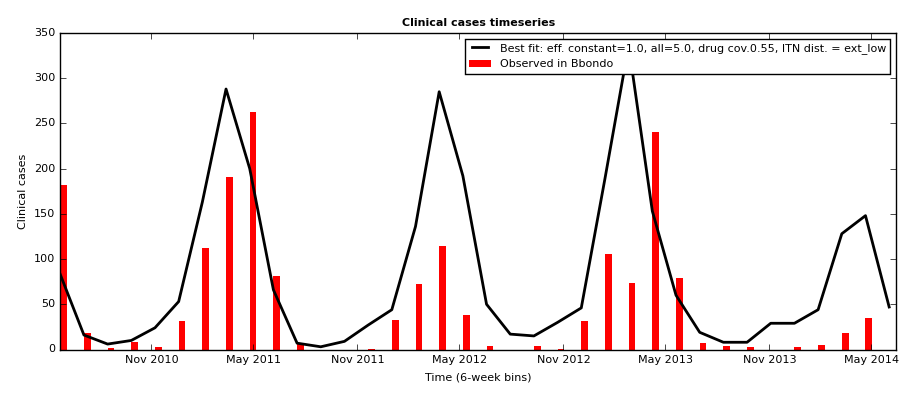 Clinical cases timeseries
350
300
250
200
150
100
50
0
Clinical cases
Best fit: eff. constant=1.0, all=5.0, drug cov.0.55, ITN dist. = ext_low
Observed in Bbondo
Nov 2010 May 2011 Nov 2011 May 2012 Nov 2012 May 2013 Nov 2013 May 2014
Time (6-week bins)